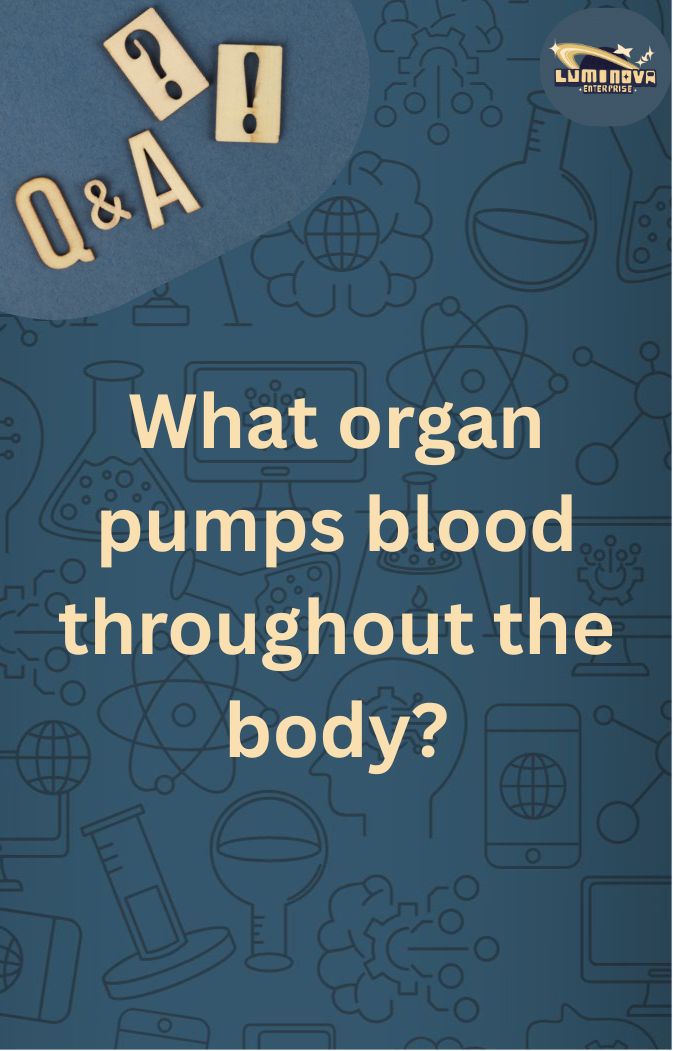 ?!
Q&A
LUMINOVA
ENTERPRISE
What organ
pumps blood
throughout the
body?